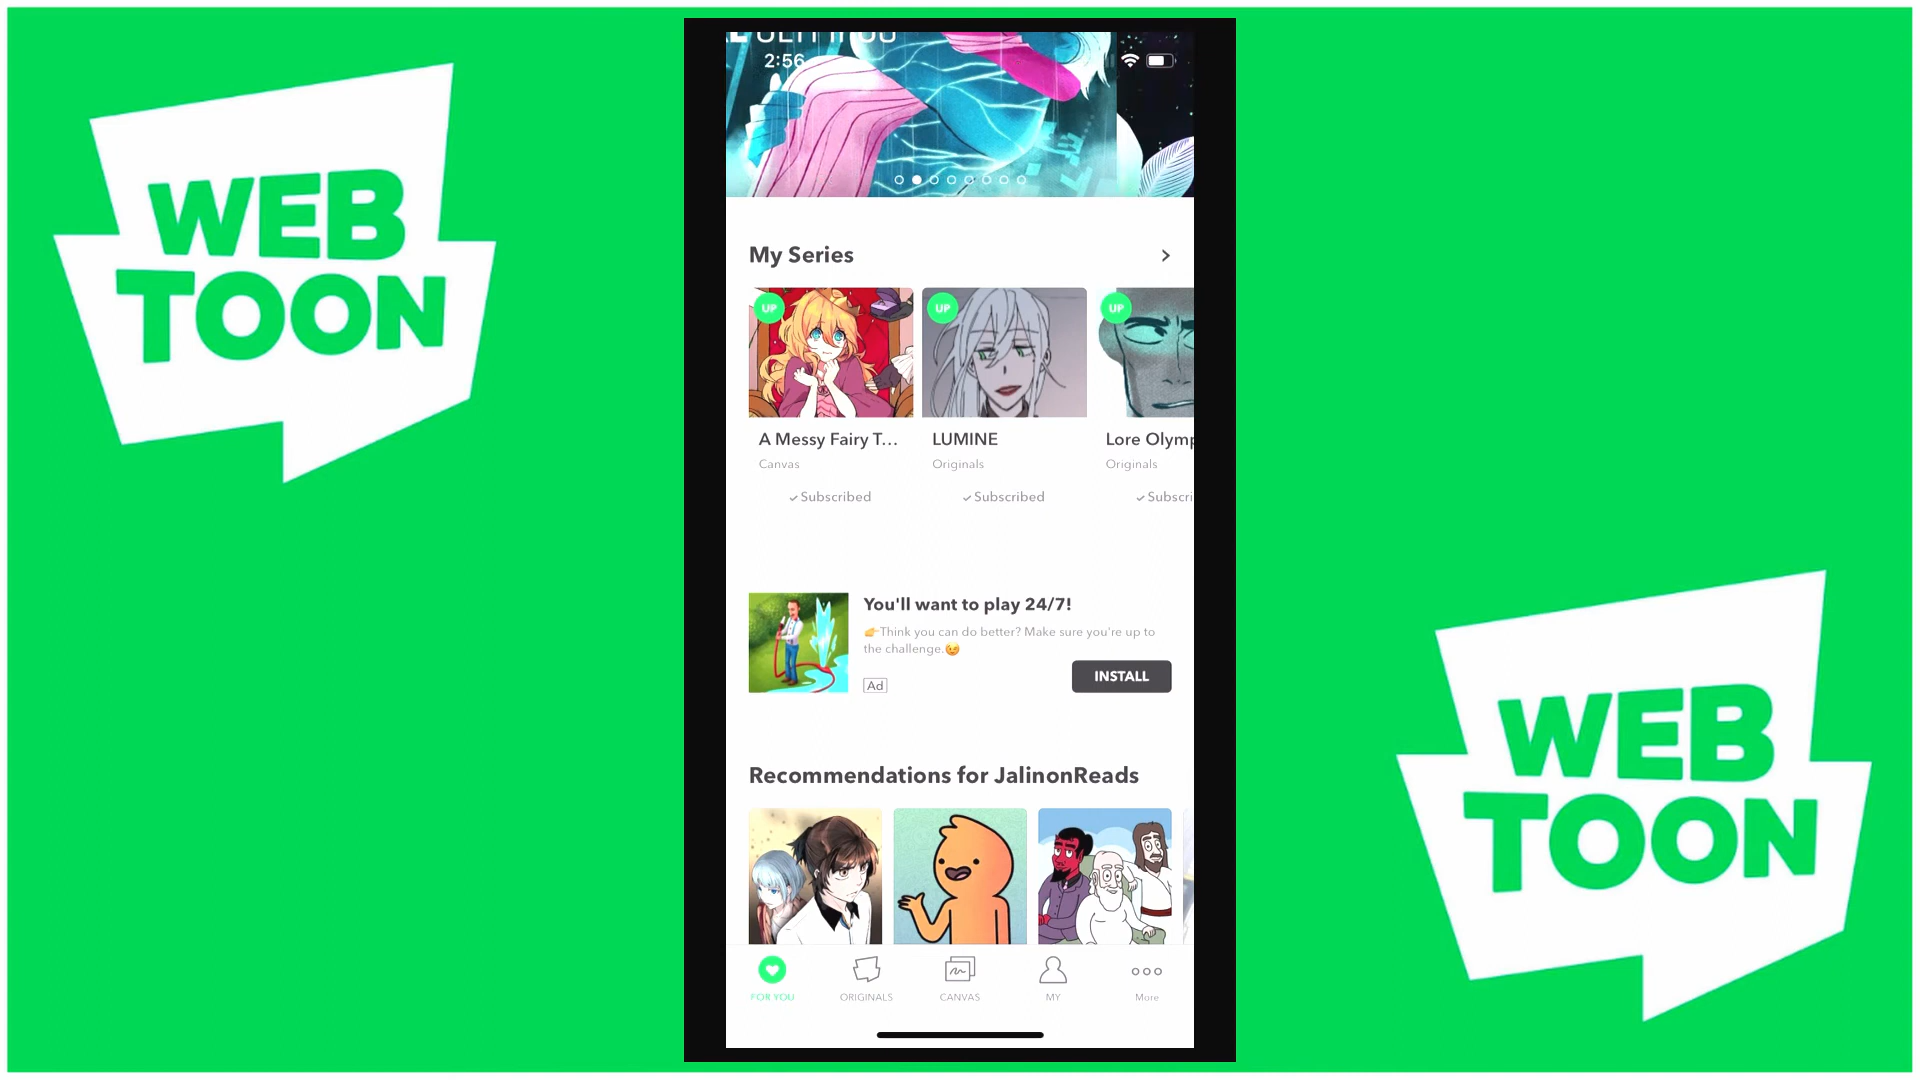 WEB
TOON
2:56
My Series
UP
UP
UP
A Messy Fairy T...
LUMINE
Lore Olymp
Canvas
Originals
Originals
Subscribed
Subscribed
Subscri
You'll want to play 24/7!
👉Think you can do better? Make sure you're up to
the challenge.😉
Ad
INSTALL
Recommendations for JalinonReads
FOR YOU
ORIGINALS
CANVAS
MY
More
WEB
TOON